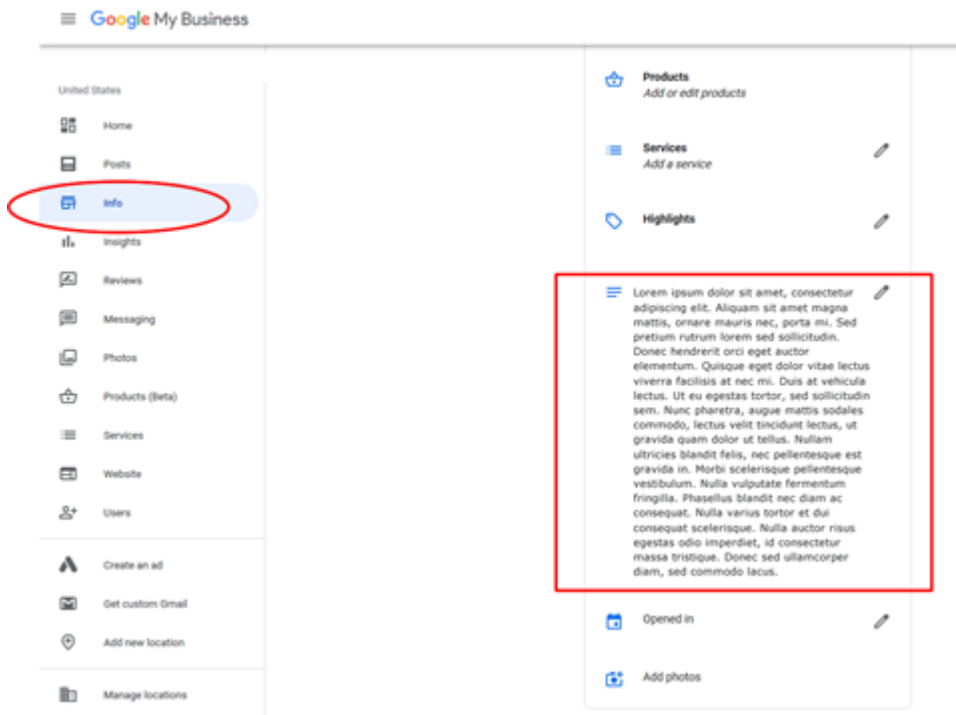 Google My Business
United States
Home
Posts
Info
Insights
Reviews
Messaging
Photos
Products (Beta)
Services
Website
Users
Create an ad
Get custom Gmail
Add new location
Manage locations
Products
Add or edit products
Services
Add a service
Highlights
Lorem ipsum dolor sit amet, consectetur
adipiscing elit. Aliquam sit amet magna
mattis, ornare mauris nec, porta mi. Sed
pretium rutrum lorem sed sollicitudin.
Donec hendrerit orci eget auctor
elementum. Quisque eget dolor vitae lectus
viverra facilisis at nec mi. Duis at vehicula
lectus. Ut eu egestas tortor, sed sollicitudin
sem. Nunc pharetra, augue mattis sodales
commodo, lectus velit tincidunt lectus, ut
gravida quam dolor ut tellus. Nullam
ultricies blandit felis, nec pellentesque est
gravida in. Morbi scelerisque pellentesque
vestibulum. Nulla vulputate fermentum
fringilla. Phasellus blandit nec diam ac
consequat. Nulla varius tortor et dui
consequat scelerisque. Nulla auctor risus
egestas odio imperdiet, id consectetur
massa tristique. Donec sed ullamcorper
diam, sed commodo lacus.
Opened in
Add photos